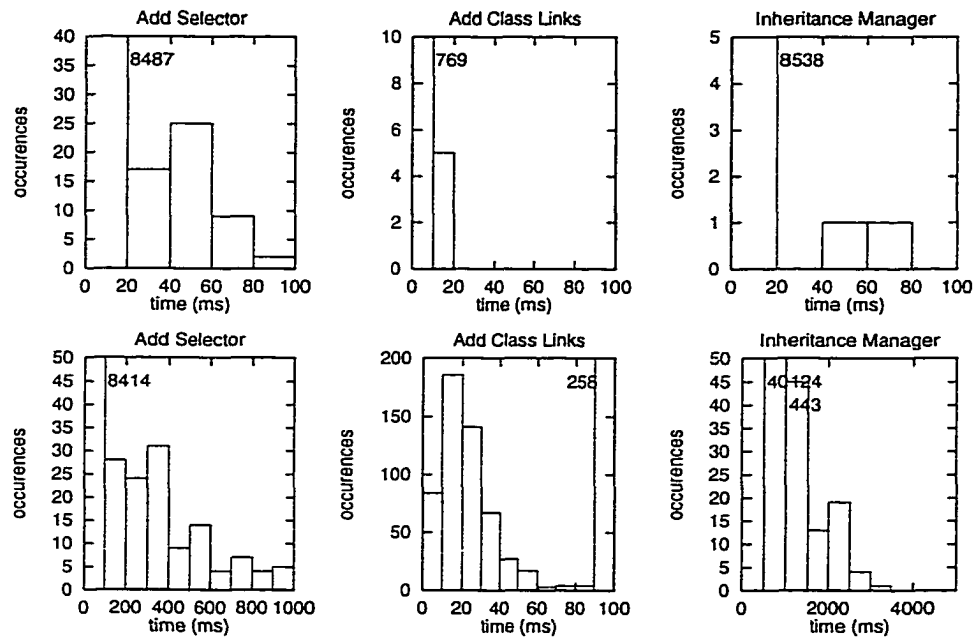 Add Selector
Add Class Links
Inheritance Manager
40
35
30
25
20
15
10
5
0
8487
occurences
0 20 40 60 80 100
time (ms)
10
8
6
4
2
0
769
occurences
0 20 40 60 80 100
time (ms)
5
4
3
2
1
0
8538
occurences
0 20 40 60 80 100
time (ms)
Add Selector
Add Class Links
Inheritance Manager
50
45
40
35
30
25
20
15
10
5
0
8414
occurences
0 200 400 600 800 1000
time (ms)
200
150
100
50
0
258
occurences
0 20 40 60 80 100
time (ms)
50
45
40
35
30
25
20
15
10
5
0
40124
443
occurences
0 2000 4000
time (ms)